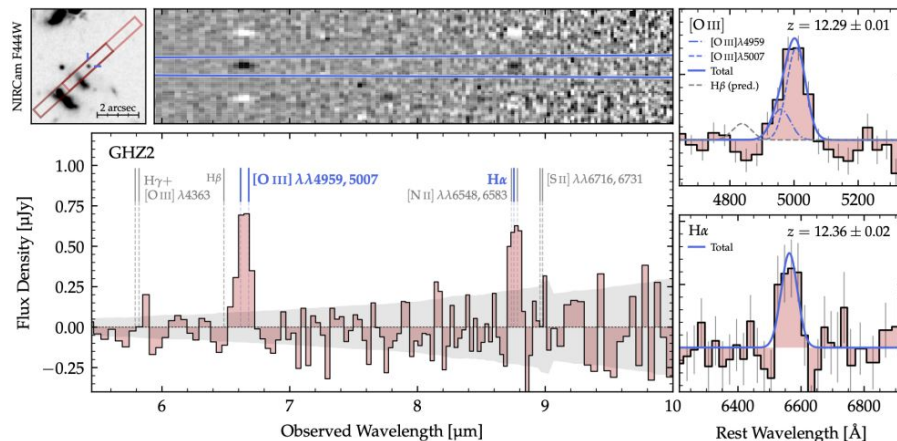 NIRCam F444W
2 arcsec
GHZ2
Hγ+
[O III] λ4363
Hβ
[O III] λλ4959, 5007
Hα
[N II] λλ6548, 6583
[S II] λλ6716, 6731
1.00
0.75
0.50
0.25
0.00
−0.25
Flux Density [μJy]
6
7
8
9
10
Observed Wavelength [μm]
[O III]
z = 12.29 ± 0.01
[O III]λ4959
[O III]λ5007
Total
Hβ (pred.)
4800
5000
5200
Hα
z = 12.36 ± 0.02
Total
6400
6600
6800
Rest Wavelength [Å]